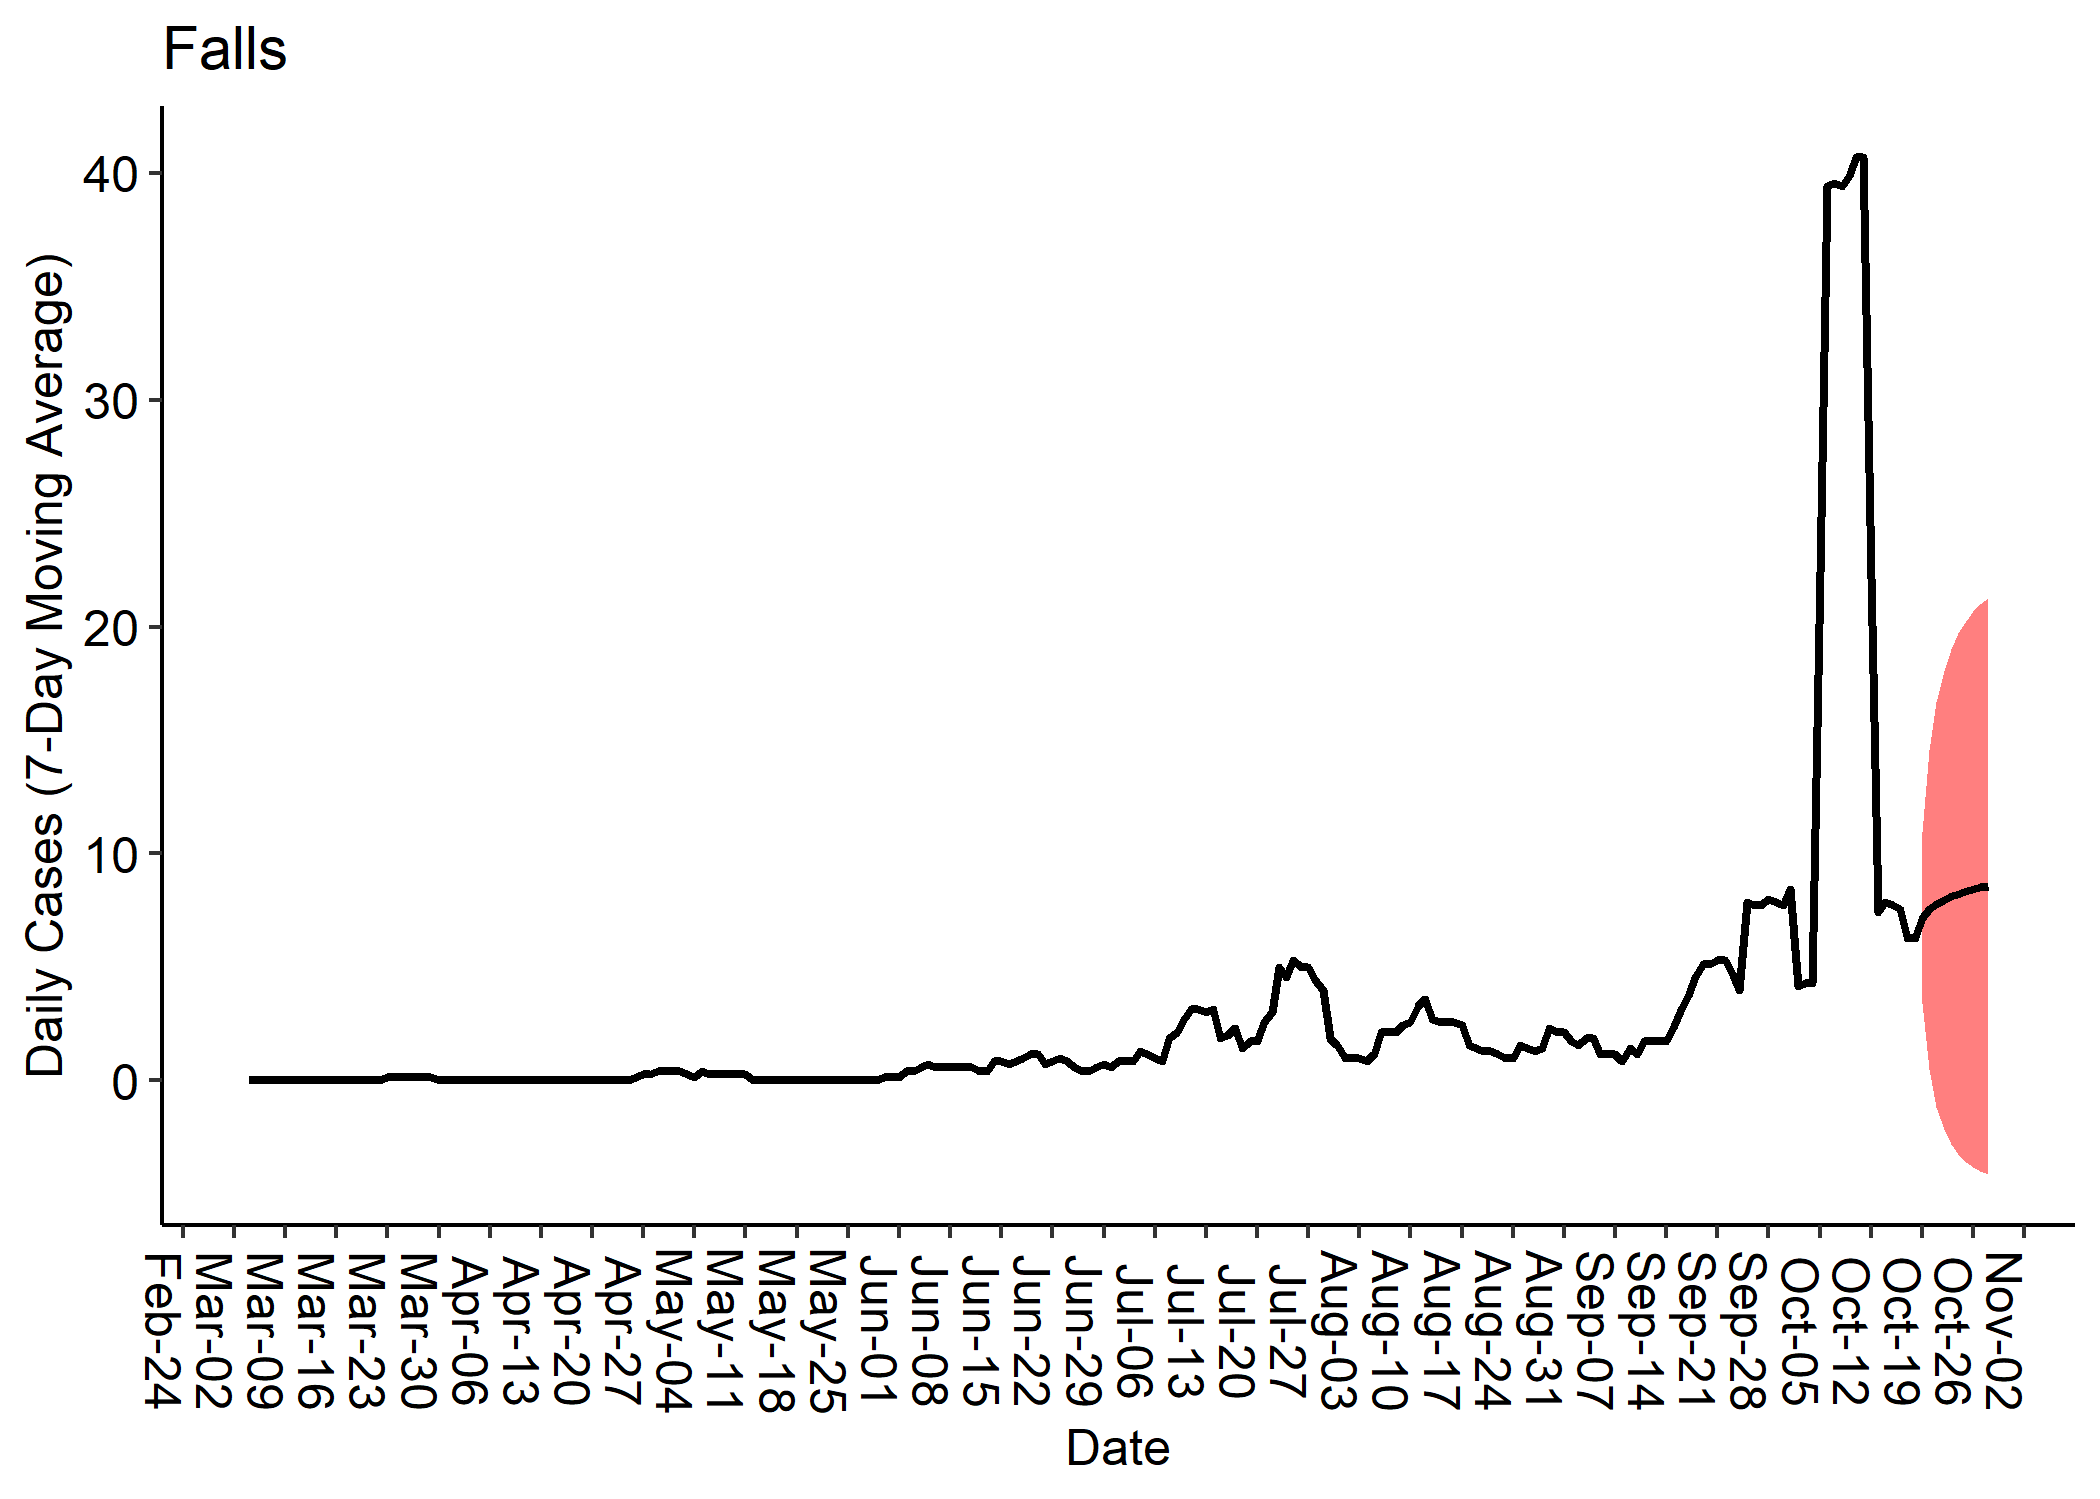 Falls
Daily Cases (7-Day Moving Average)
40
30
20
10
0
Feb-24
Mar-02
Mar-09
Mar-16
Mar-23
Mar-30
Apr-06
Apr-13
Apr-20
Apr-27
May-04
May-11
May-18
May-25
Jun-01
Jun-08
Jun-15
Jun-22
Jun-29
Jul-06
Jul-13
Jul-20
Jul-27
Aug-03
Aug-10
Aug-17
Aug-24
Aug-31
Sep-07
Sep-14
Sep-21
Sep-28
Oct-05
Oct-12
Oct-19
Oct-26
Nov-02
Date